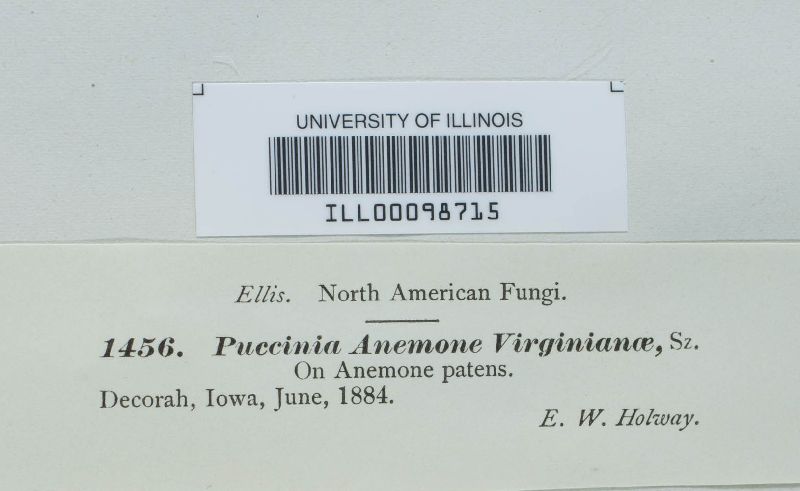 UNIVERSITY OF ILLINOIS
ILL00098715
Ellis. North American Fungi.
1456. Puccinia Anemone Virginianæ, Sz.
On Anemone patens.
Decorah, Iowa, June, 1884.
E. W. Holway.